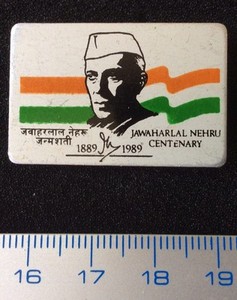 जवाहरलाल नेहरू
जन्मशती
JAWAHARLAL NEHRU
CENTENARY
1889 1989
16 17 18 19